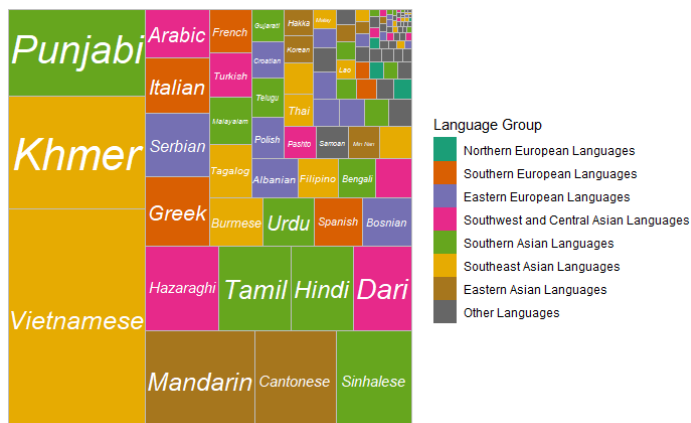 Punjabi
Khmer
Vietnamese
Arabic
Italian
Serbian
Greek
French
Turkish
Malayalam
Tagalog
Burmese
Gujarati
Croatian
Telugu
Polish
Albanian
Urdu
Hakka
Korean
Thai
Pashto
Filipino
Spanish
Malay
Lao
Samoan
Min Nan
Bengali
Bosnian
Hazaraghi
Tamil
Hindi
Dari
Mandarin
Cantonese
Sinhalese
Language Group
Northern European Languages
Southern European Languages
Eastern European Languages
Southwest and Central Asian Languages
Southern Asian Languages
Southeast Asian Languages
Eastern Asian Languages
Other Languages